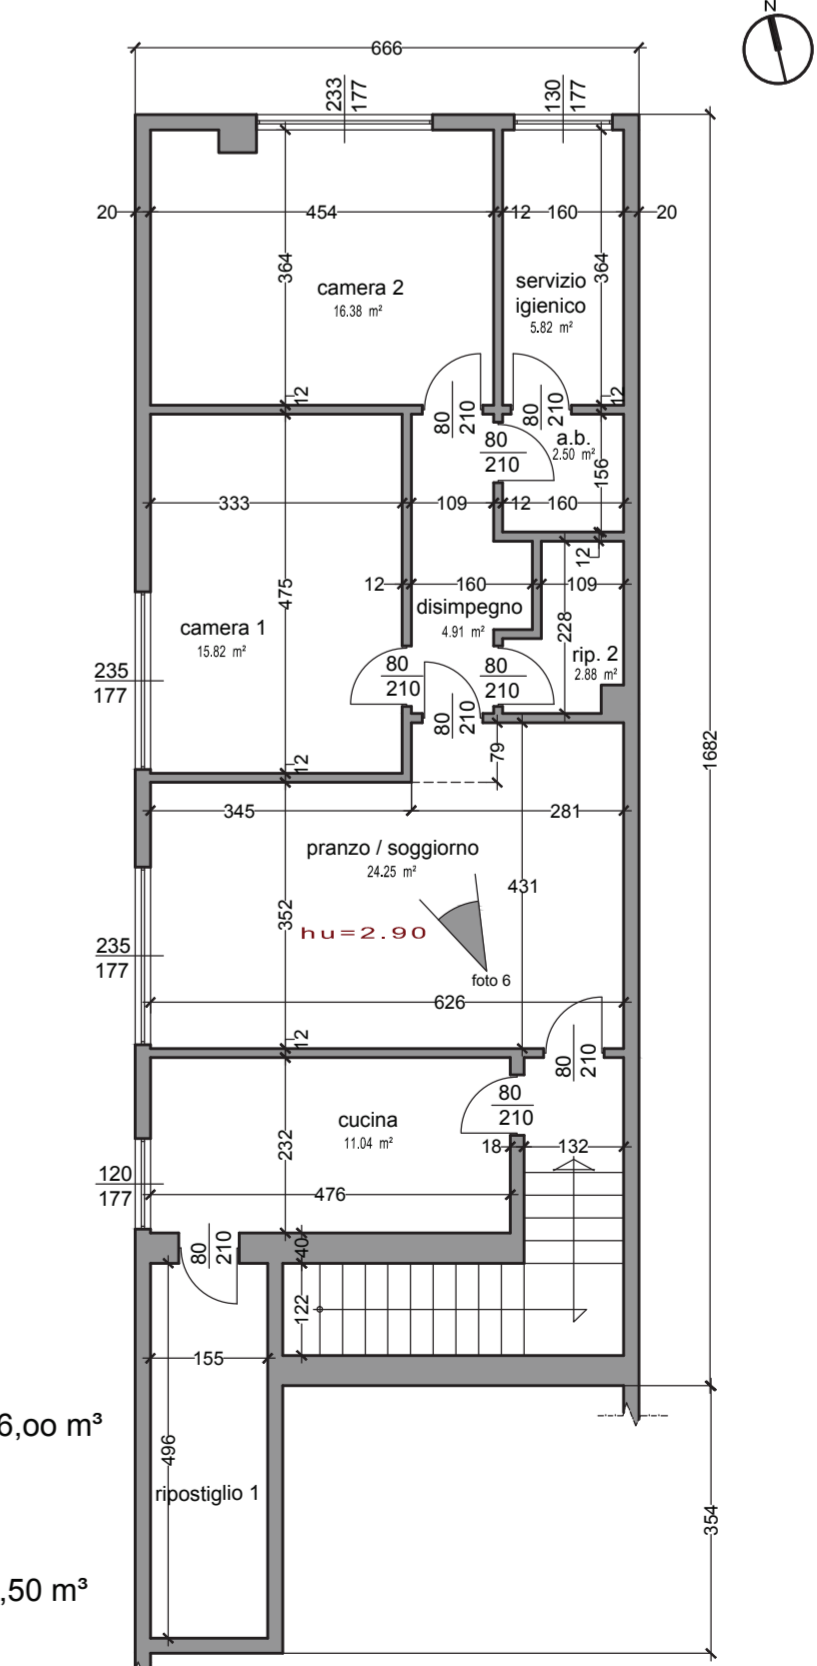 N
666
233
177
130
177
20
454
12
160
20
364
364
camera 2
16.38 m²
servizio
igienico
5.82 m²
12
12
80
210
80
210
80
210
a.b.
2.50 m²
156
333
109
12
160
475
12
12
160
109
disimpegno
4.91 m²
228
camera 1
15.82 m²
rip. 2
2.88 m²
235
177
80
210
80
210
80
210
79
12
1682
345
281
pranzo / soggiorno
24.25 m²
431
352
hu=2.90
foto 6
235
177
626
12
80
210
80
210
cucina
11.04 m²
232
18
132
120
177
476
80
210
40
122
155
6,oo m³
496
ripostiglio 1
354
,50 m³